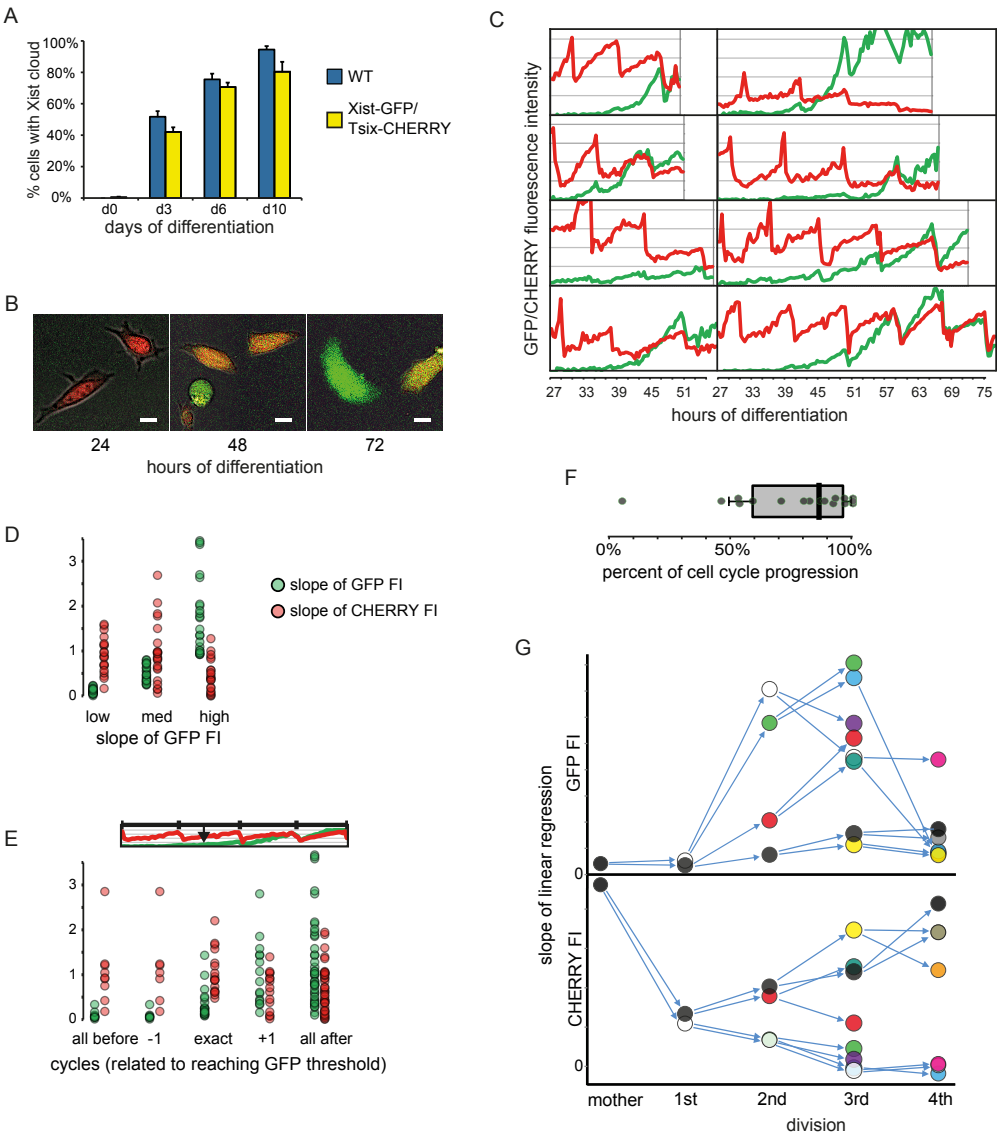 A
% cells with Xist cloud
100%
80%
60%
40%
20%
0%
d0 d3 d6 d10
days of differentiation
WT
Xist-GFP/
Tsix-CHERRY
B
24 48 72
hours of differentiation
C
GFP/CHERRY fluorescence intensity
27 33 39 45 51 27 33 39 45 51 57 63 69 75
hours of differentiation
D
3
2
1
0
low med high
slope of GFP FI
slope of GFP FI
slope of CHERRY FI
E
3
2
1
0
all before -1 exact +1 all after
cycles (related to reaching GFP threshold)
F
0% 50% 100%
percent of cell cycle progression
G
slope of linear regression
GFP FI
0
CHERRY FI
0
mother 1st 2nd 3rd 4th
division